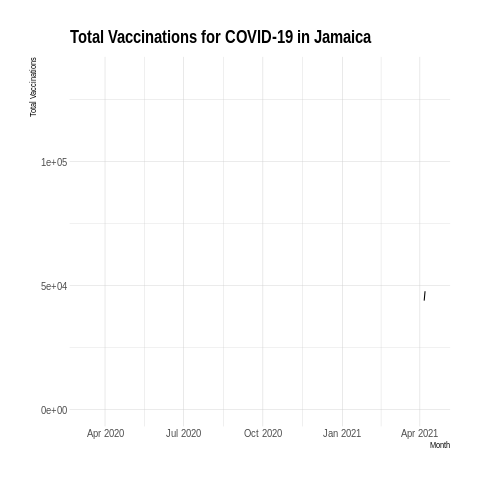 Total Vaccinations for COVID-19 in Jamaica
Total Vaccinations
1e+05
5e+04
0e+00
Apr 2020 Jul 2020 Oct 2020 Jan 2021 Apr 2021
Month